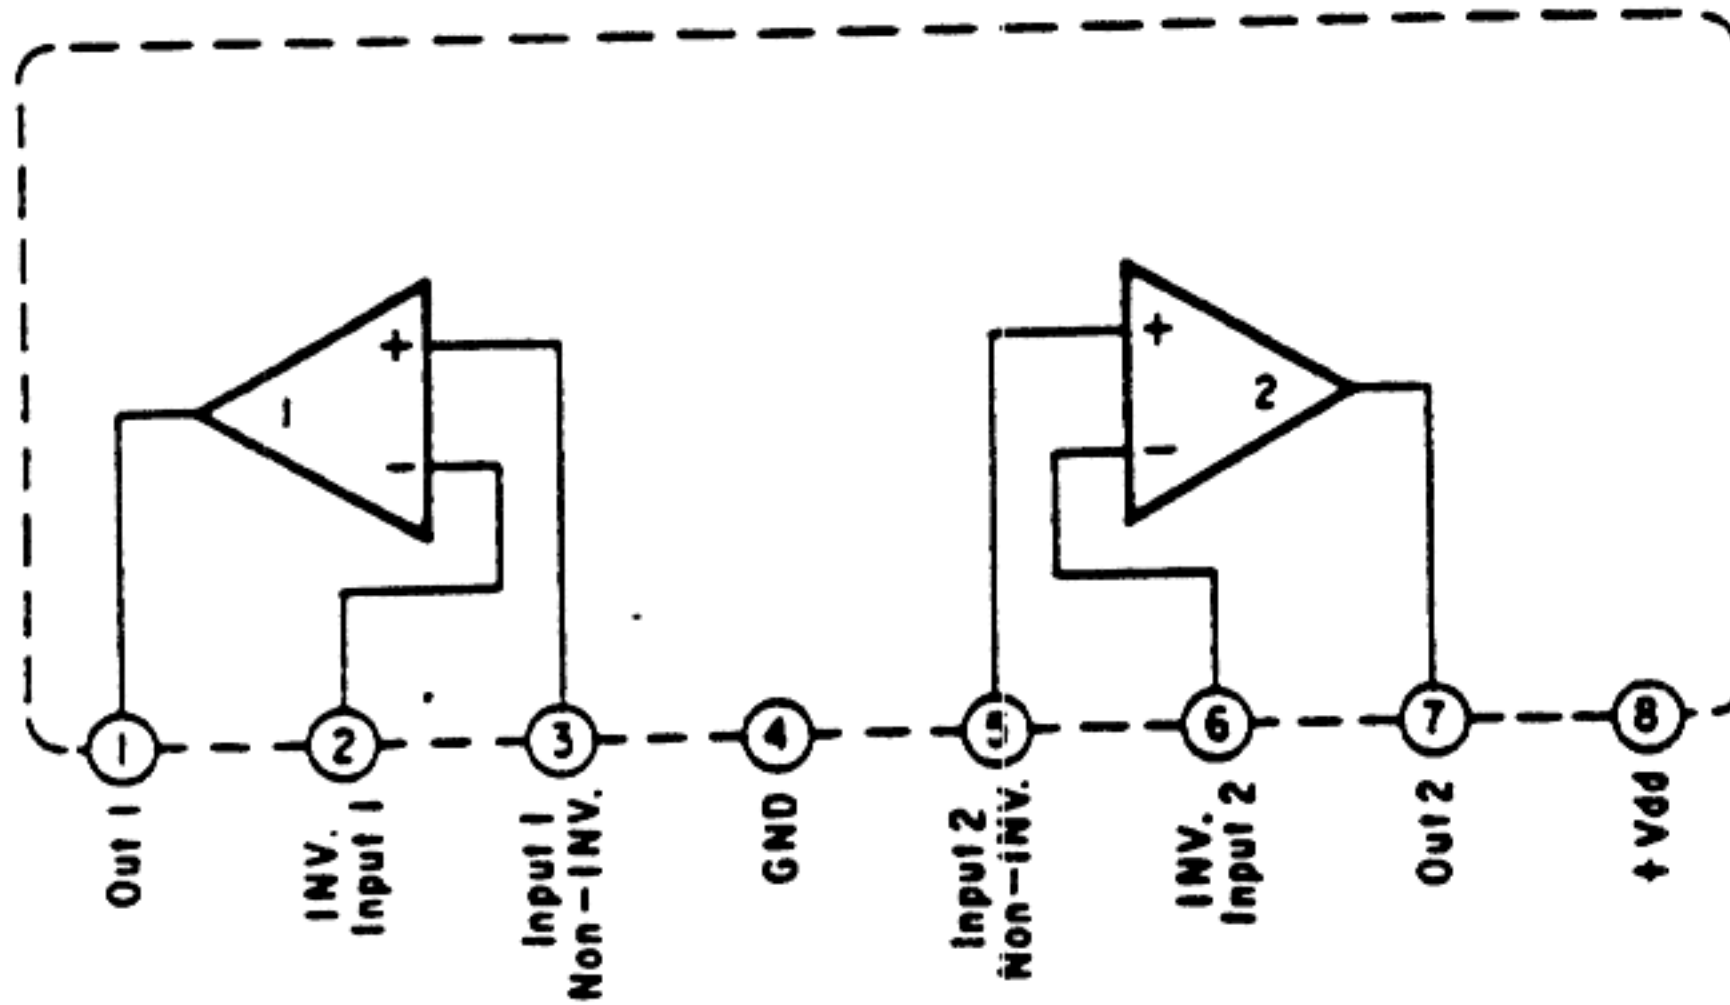 +
1
-
+
2
-
1
2
3
4
5
6
7
8
Out 1
INV.
Input 1
Input 1
Non-INV.
GND
Input 2
Non-INV.
INV.
Input 2
Out 2
+ Vdd